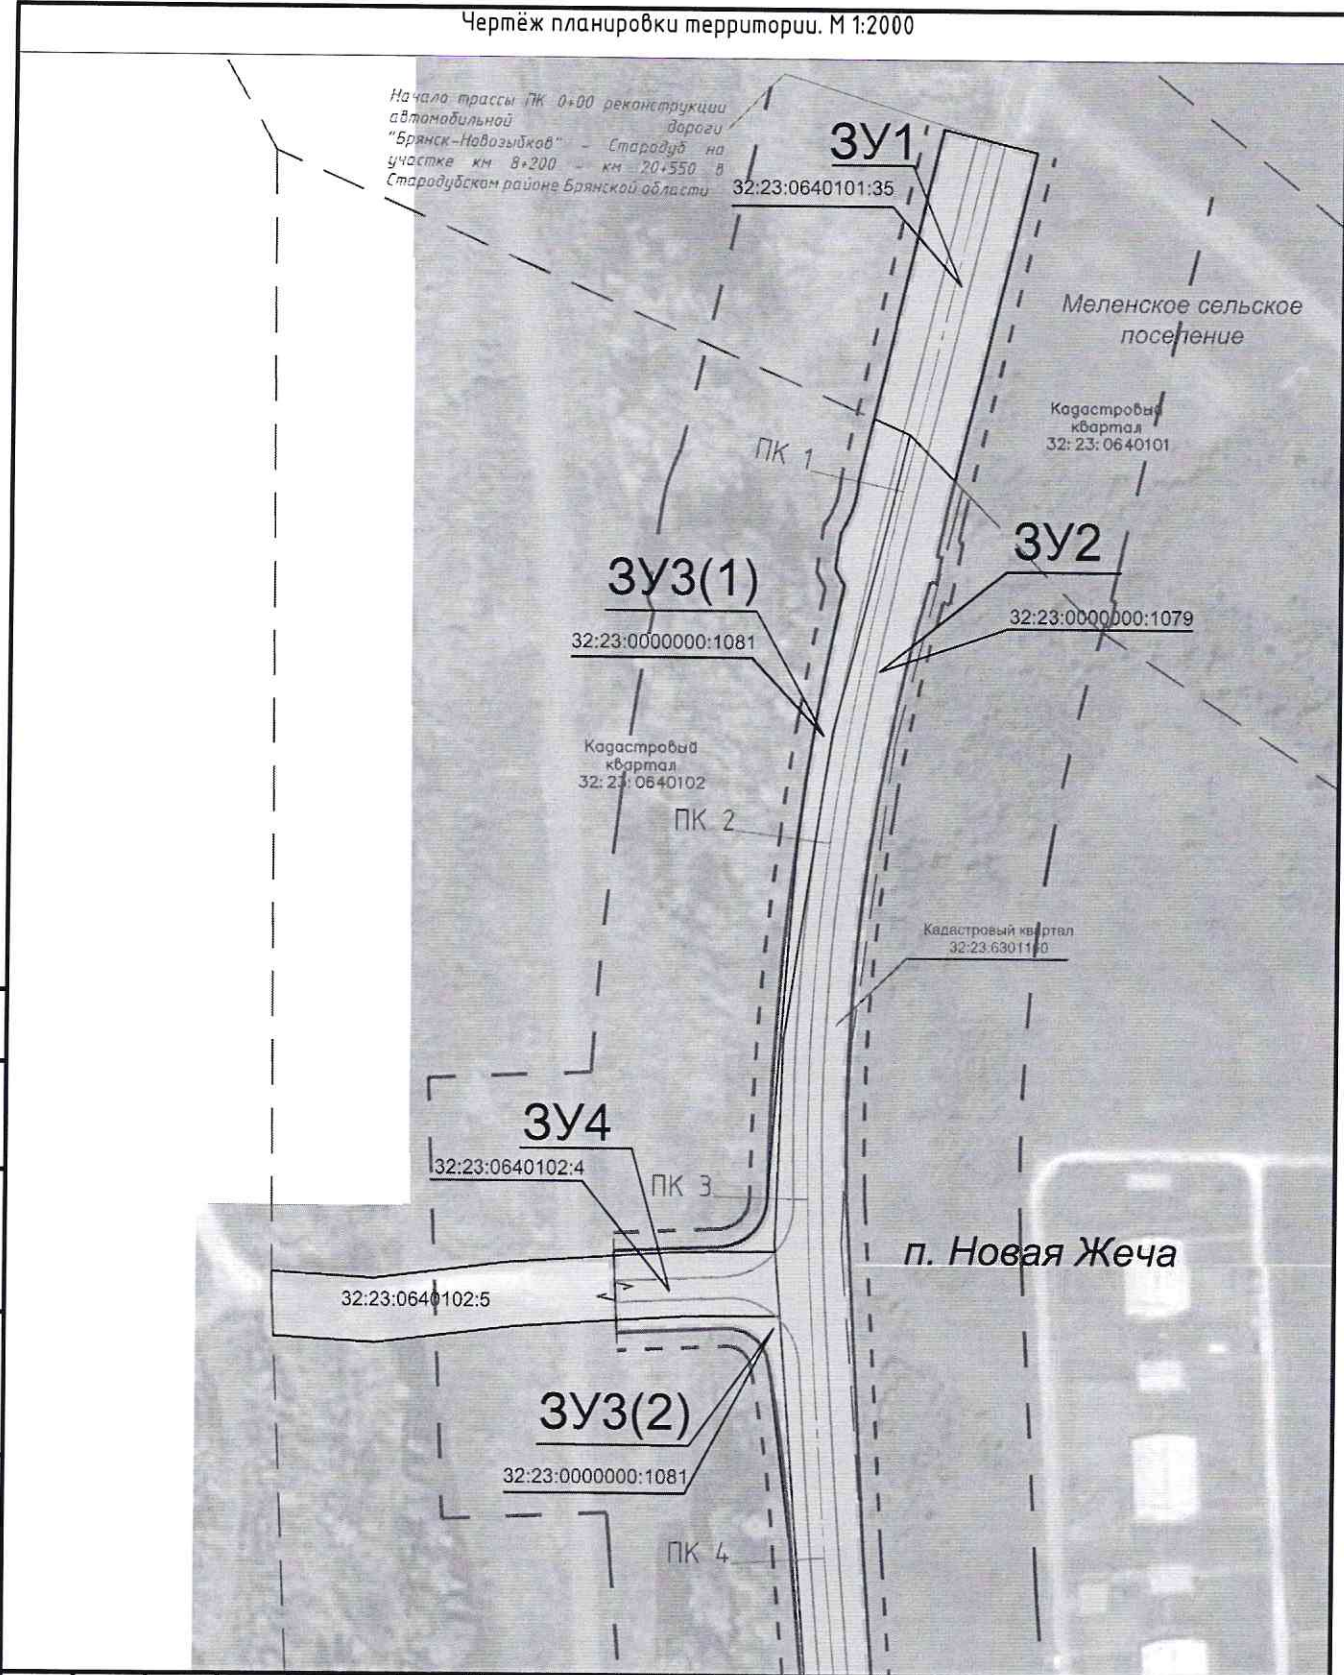 Чертёж планировки территории. М 1:2000
Начало трассы ПК 0+00 реконструкции
автомобильной дороги
"Брянск-Новозыбков" - Стародуб на
участке км 8+200 - км 20+550 в
Стародубском районе Брянской области
ЗУ1
32:23:0640101:35
Меленское сельское
поселение
Кадастровый
квартал
32: 23: 0640101
ПК 1
ЗУ2
32:23:0000000:1079
ЗУ3(1)
32:23:0000000:1081
Кадастровый
квартал
32: 23: 0640102
ПК 2
Кадастровый квартал
32:23:6301160
ЗУ4
32:23:0640102:4
ПК 3
п. Новая Жеча
32:23:0640102:5
ЗУ3(2)
32:23:0000000:1081
ПК 4